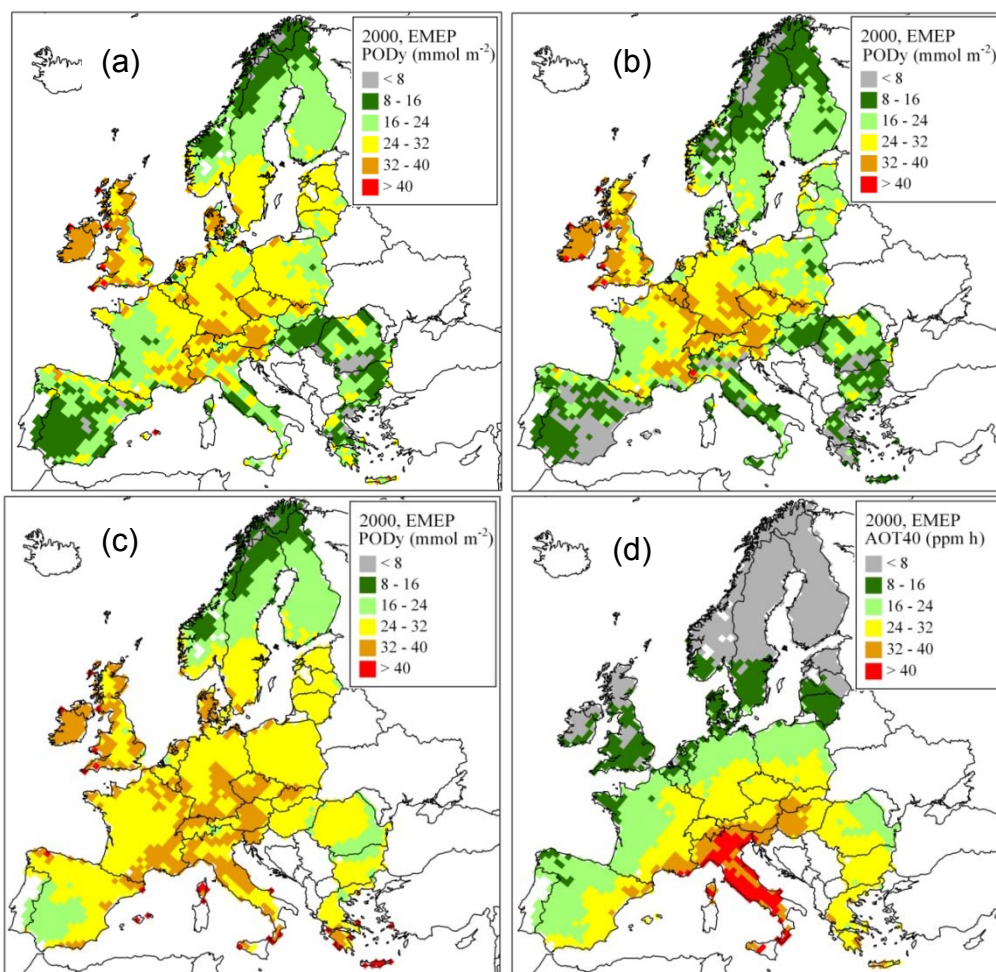 (a)
2000, EMEP
PODy (mmol m⁻²)
< 8
8 - 16
16 - 24
24 - 32
32 - 40
> 40
(b)
2000, EMEP
PODy (mmol m⁻²)
< 8
8 - 16
16 - 24
24 - 32
32 - 40
> 40
(c)
2000, EMEP
PODy (mmol m⁻²)
< 8
8 - 16
16 - 24
24 - 32
32 - 40
> 40
(d)
2000, EMEP
AOT40 (ppm h)
< 8
8 - 16
16 - 24
24 - 32
32 - 40
> 40